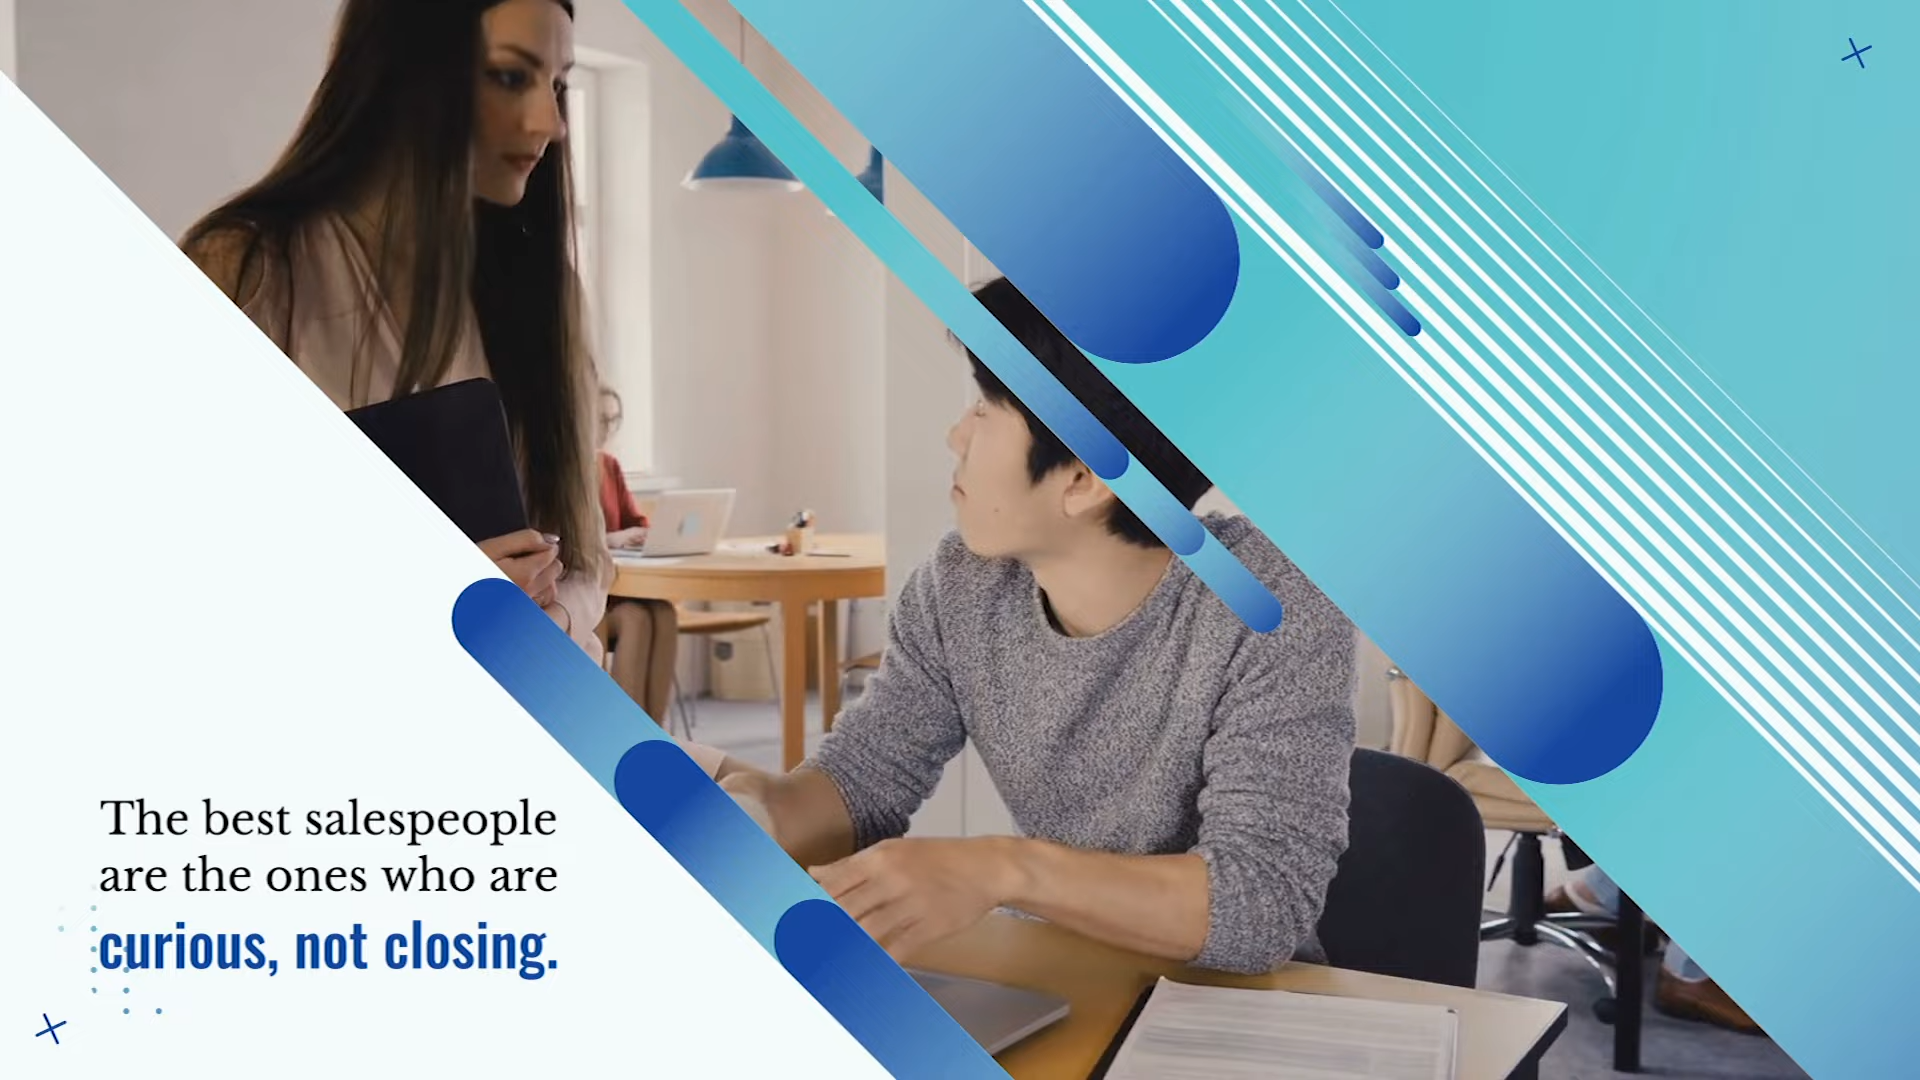 The best salespeople
are the ones who are
curious, not closing.